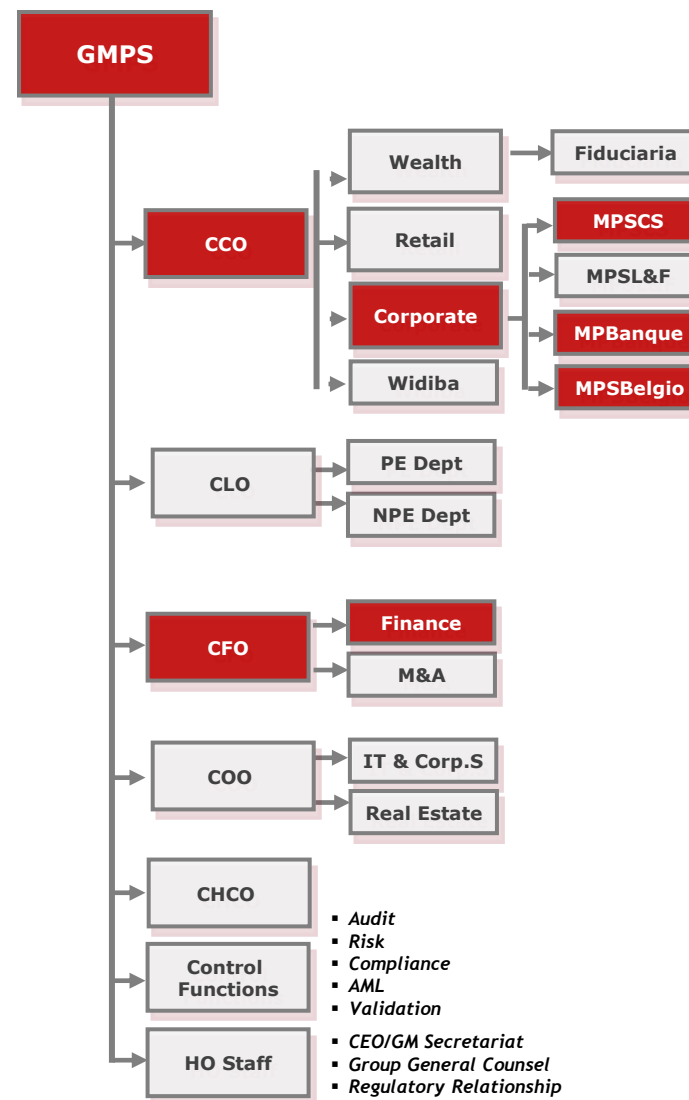 GMPS
Wealth
Fiduciaria
CCO
Retail
MPSCS
MPSL&F
Corporate
MPBanque
Widiba
MPSBelgio
CLO
PE Dept
NPE Dept
CFO
Finance
M&A
COO
IT & Corp.S
Real Estate
CHCO
Control
Functions
▪ Audit
▪ Risk
▪ Compliance
▪ AML
▪ Validation
HO Staff
▪ CEO/GM Secretariat
▪ Group General Counsel
▪ Regulatory Relationship